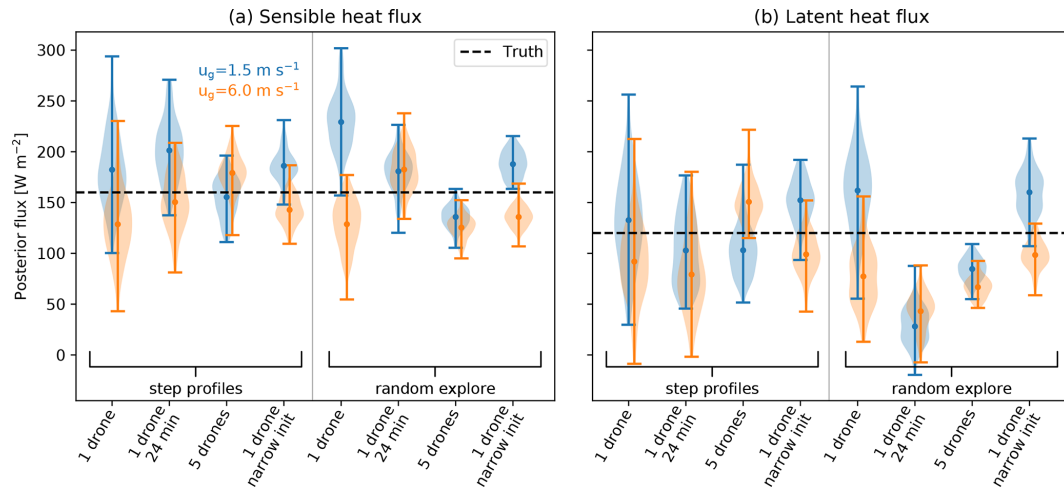 (a) Sensible heat flux
(b) Latent heat flux
Posterior flux [W m⁻²]
300
250
200
150
100
50
0
Truth
u_g=1.5 m s⁻¹
u_g=6.0 m s⁻¹
step profiles
random explore
step profiles
random explore
1 drone
1 drone
24 min
5 drones
1 drone
narrow init
1 drone
1 drone
24 min
5 drones
1 drone
narrow init
1 drone
1 drone
24 min
5 drones
1 drone
narrow init
1 drone
1 drone
24 min
5 drones
1 drone
narrow init